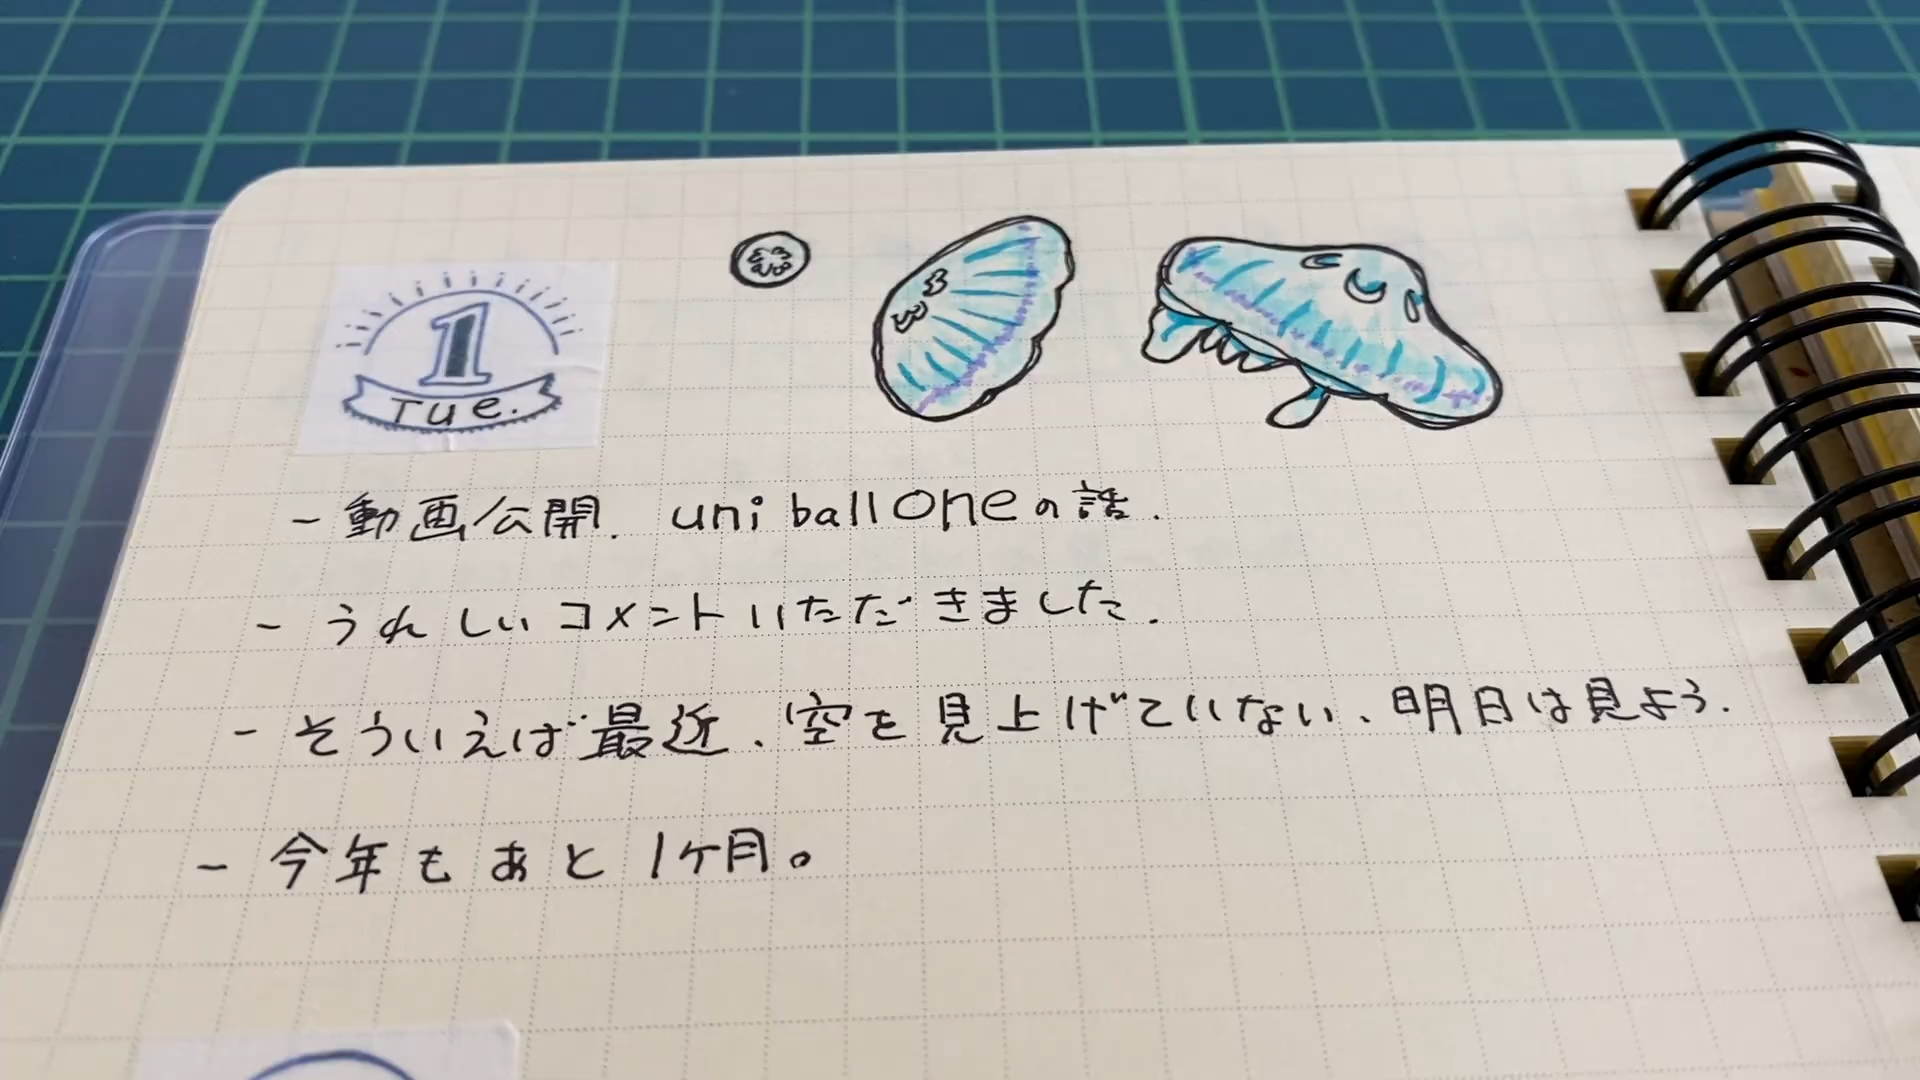 1
Tue.
- 動画公開. uni ball oneの話.
- うれしいコメントいただきました.
- そういえば最近、空を見上げていない、明日は見よう.
- 今年もあと1ケ月。